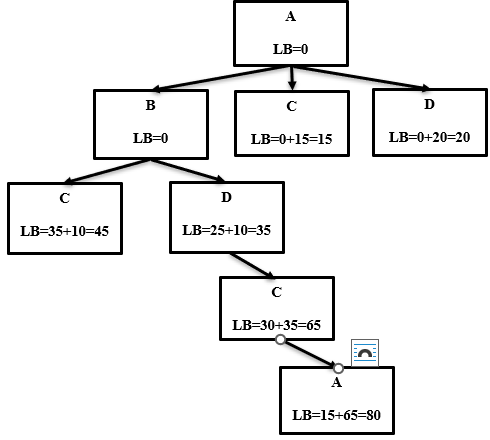 A
LB=0
B
LB=0
C
LB=0+15=15
D
LB=0+20=20
C
LB=35+10=45
D
LB=25+10=35
C
LB=30+35=65
A
LB=15+65=80